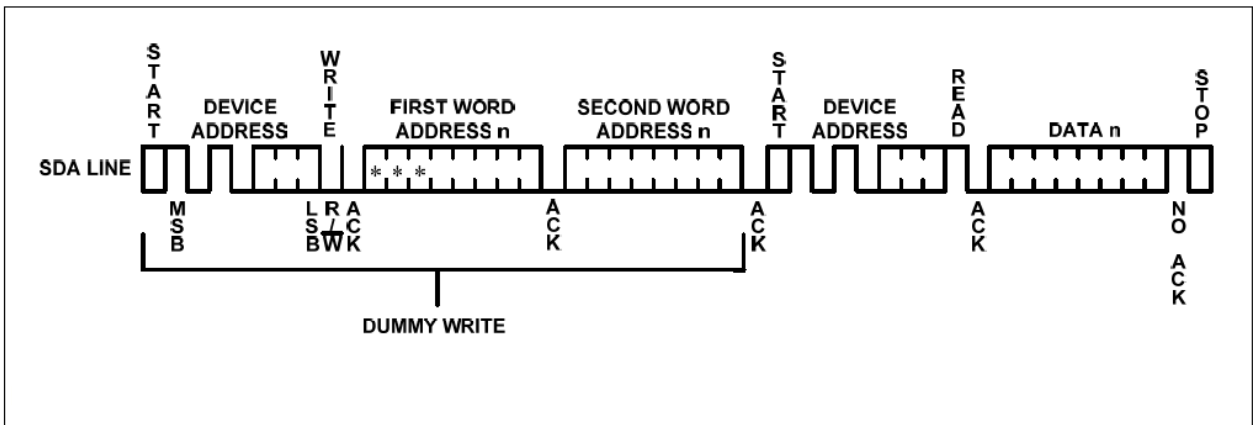 START
DEVICE
ADDRESS
WRITE
FIRST WORD
ADDRESS n
SECOND WORD
ADDRESS n
START
DEVICE
ADDRESS
READ
DATA n
STOP
SDA LINE
* * *
MSB
LSB
R/W
ACK
ACK
ACK
ACK
NO ACK
DUMMY WRITE